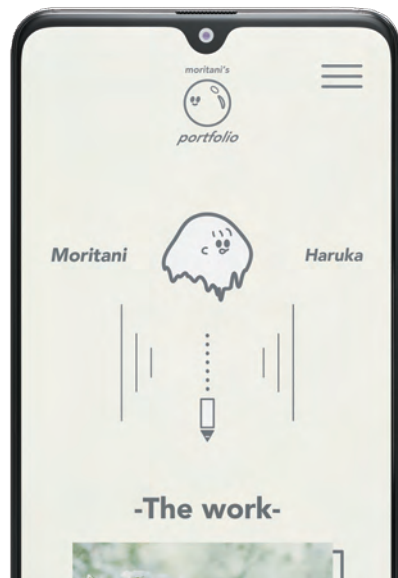 moritani's
portfolio
Moritani
Haruka
-The work-